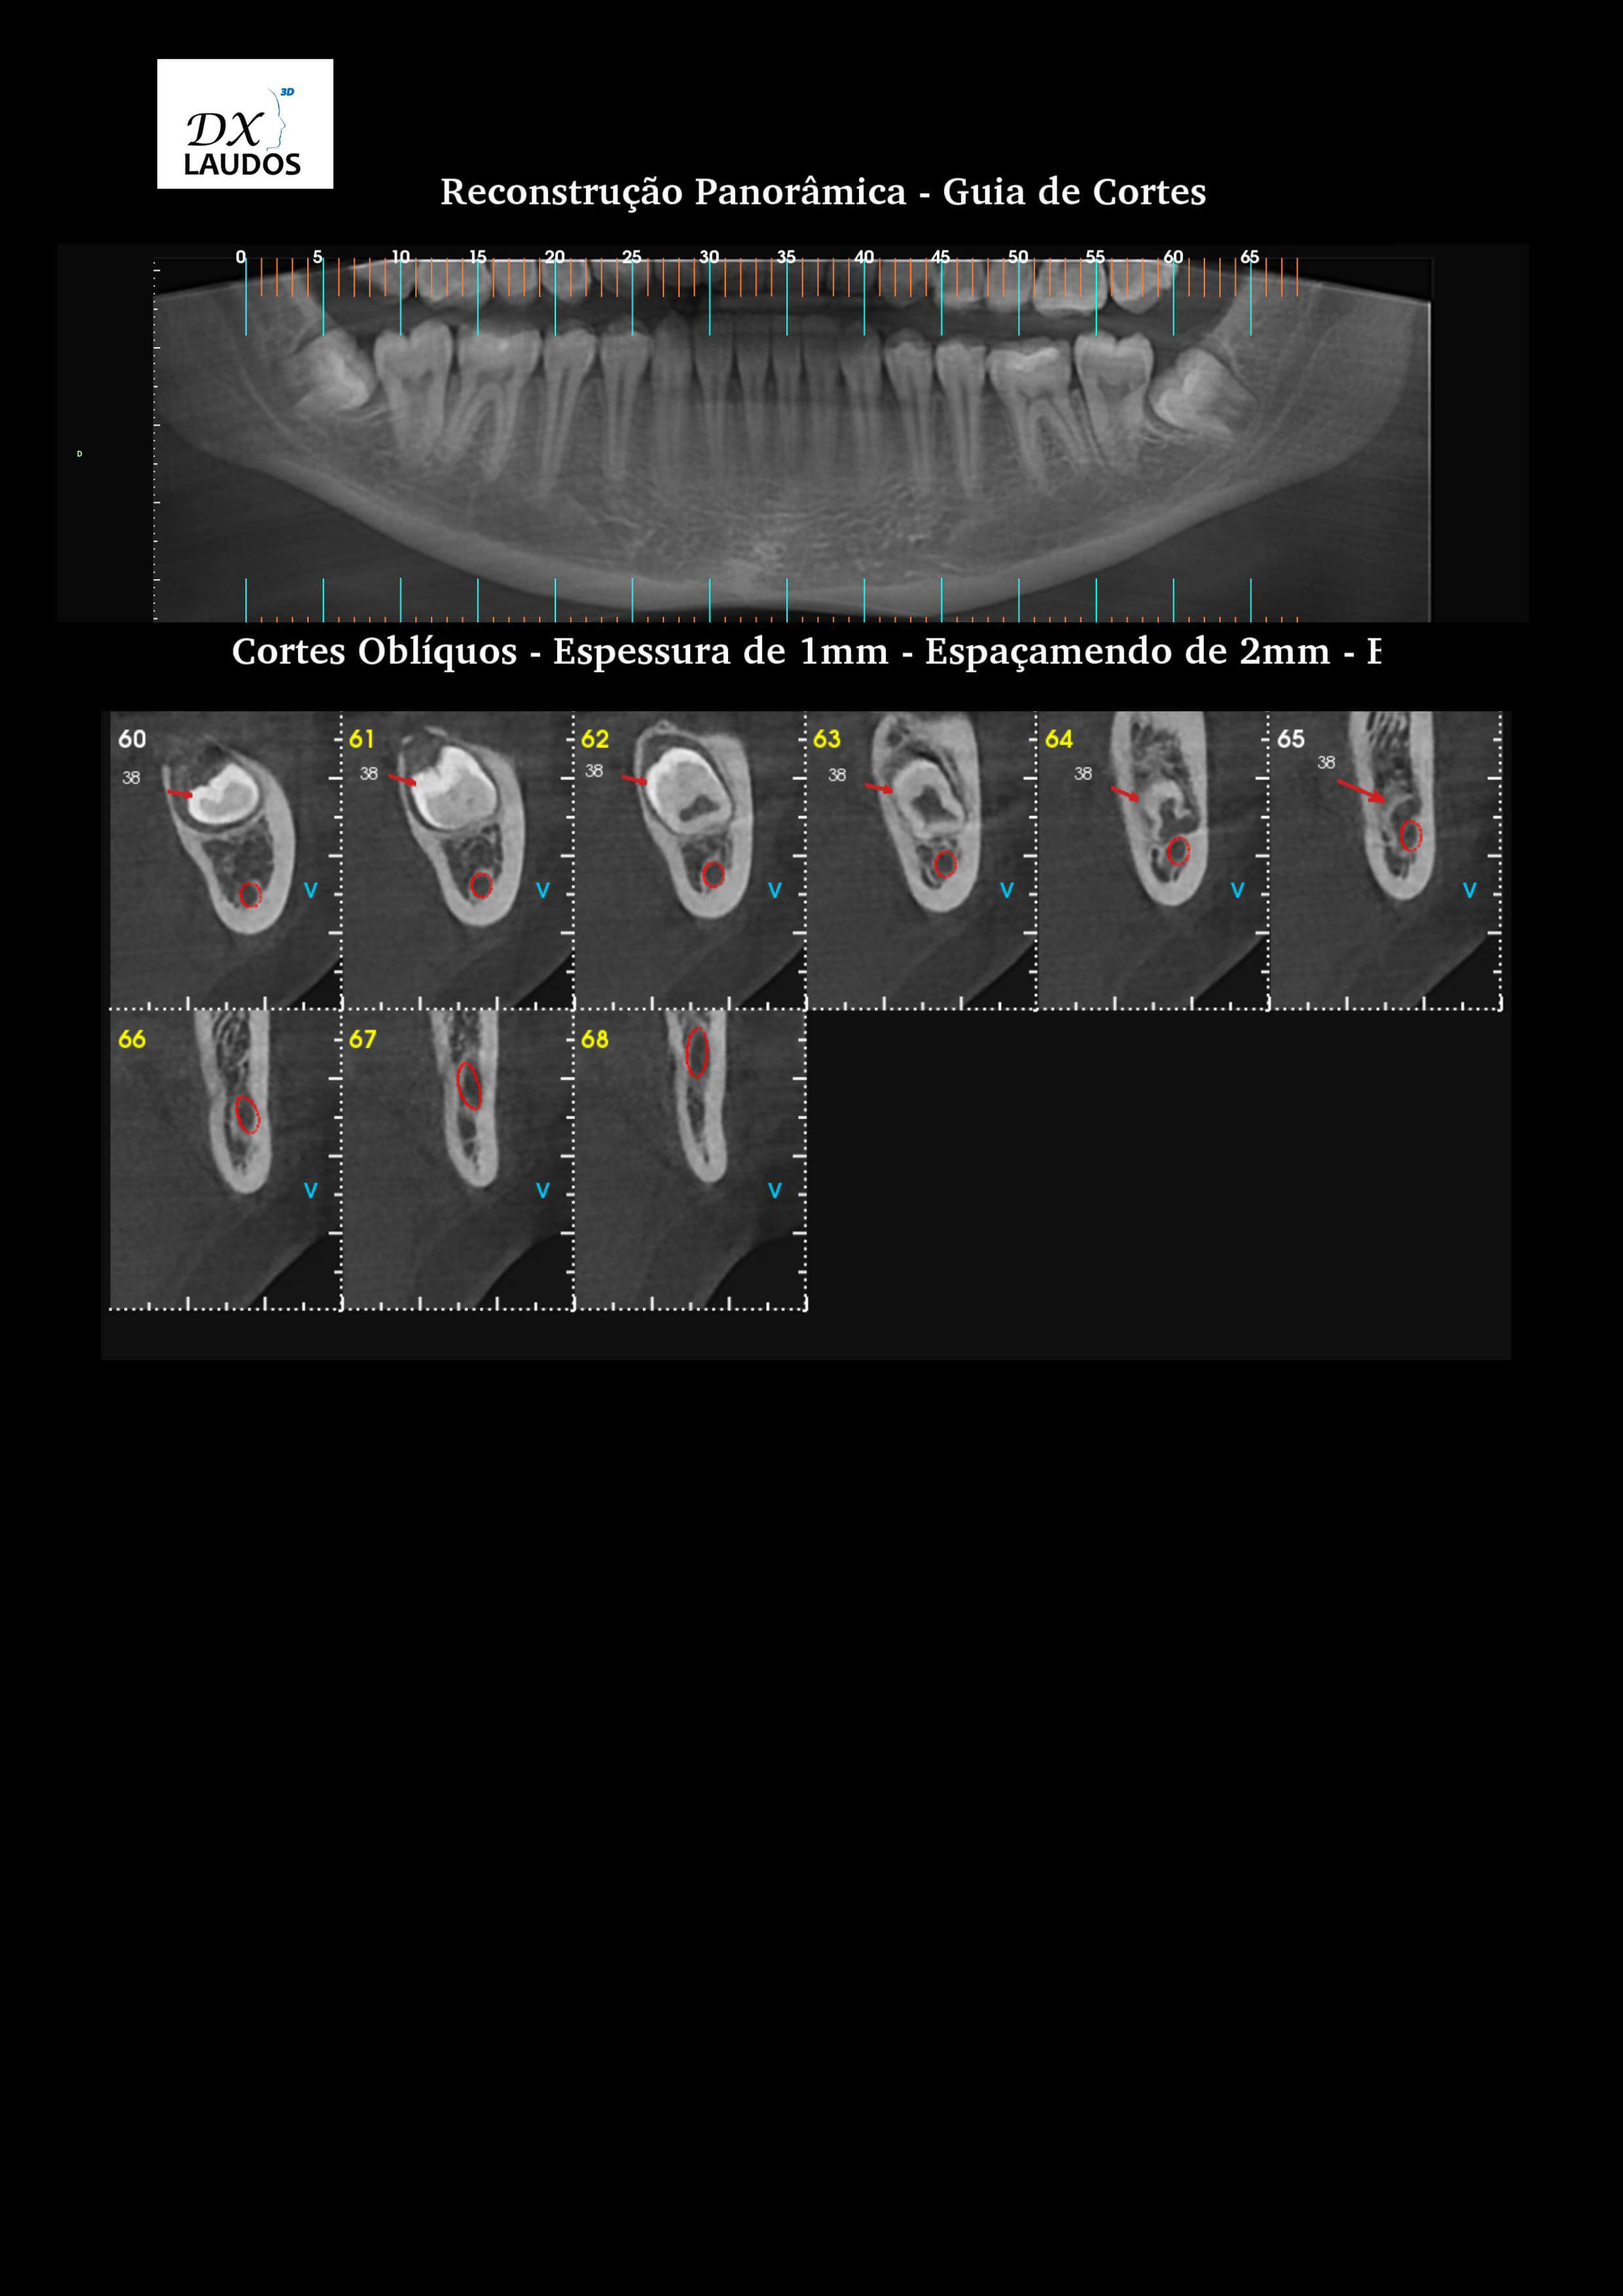 3D
DX
LAUDOS
Reconstrução Panorâmica - Guia de Cortes
0 5 10 15 20 25 30 35 40 45 50 55 60 65
D
Cortes Oblíquos - Espessura de 1mm - Espaçamendo de 2mm -
60 61 62 63 64 65
38 38 38 38 38 38
V V V V V V
66 67 68
V V V